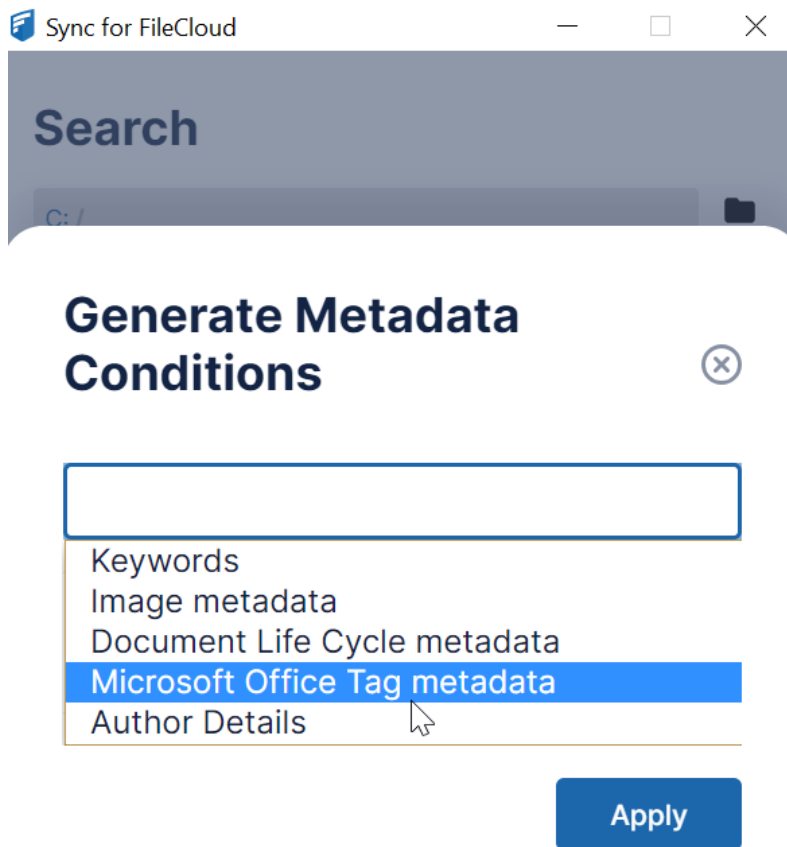 Sync for FileCloud
Search
C: /
Generate Metadata
Conditions
Keywords
Image metadata
Document Life Cycle metadata
Microsoft Office Tag metadata
Author Details
Apply